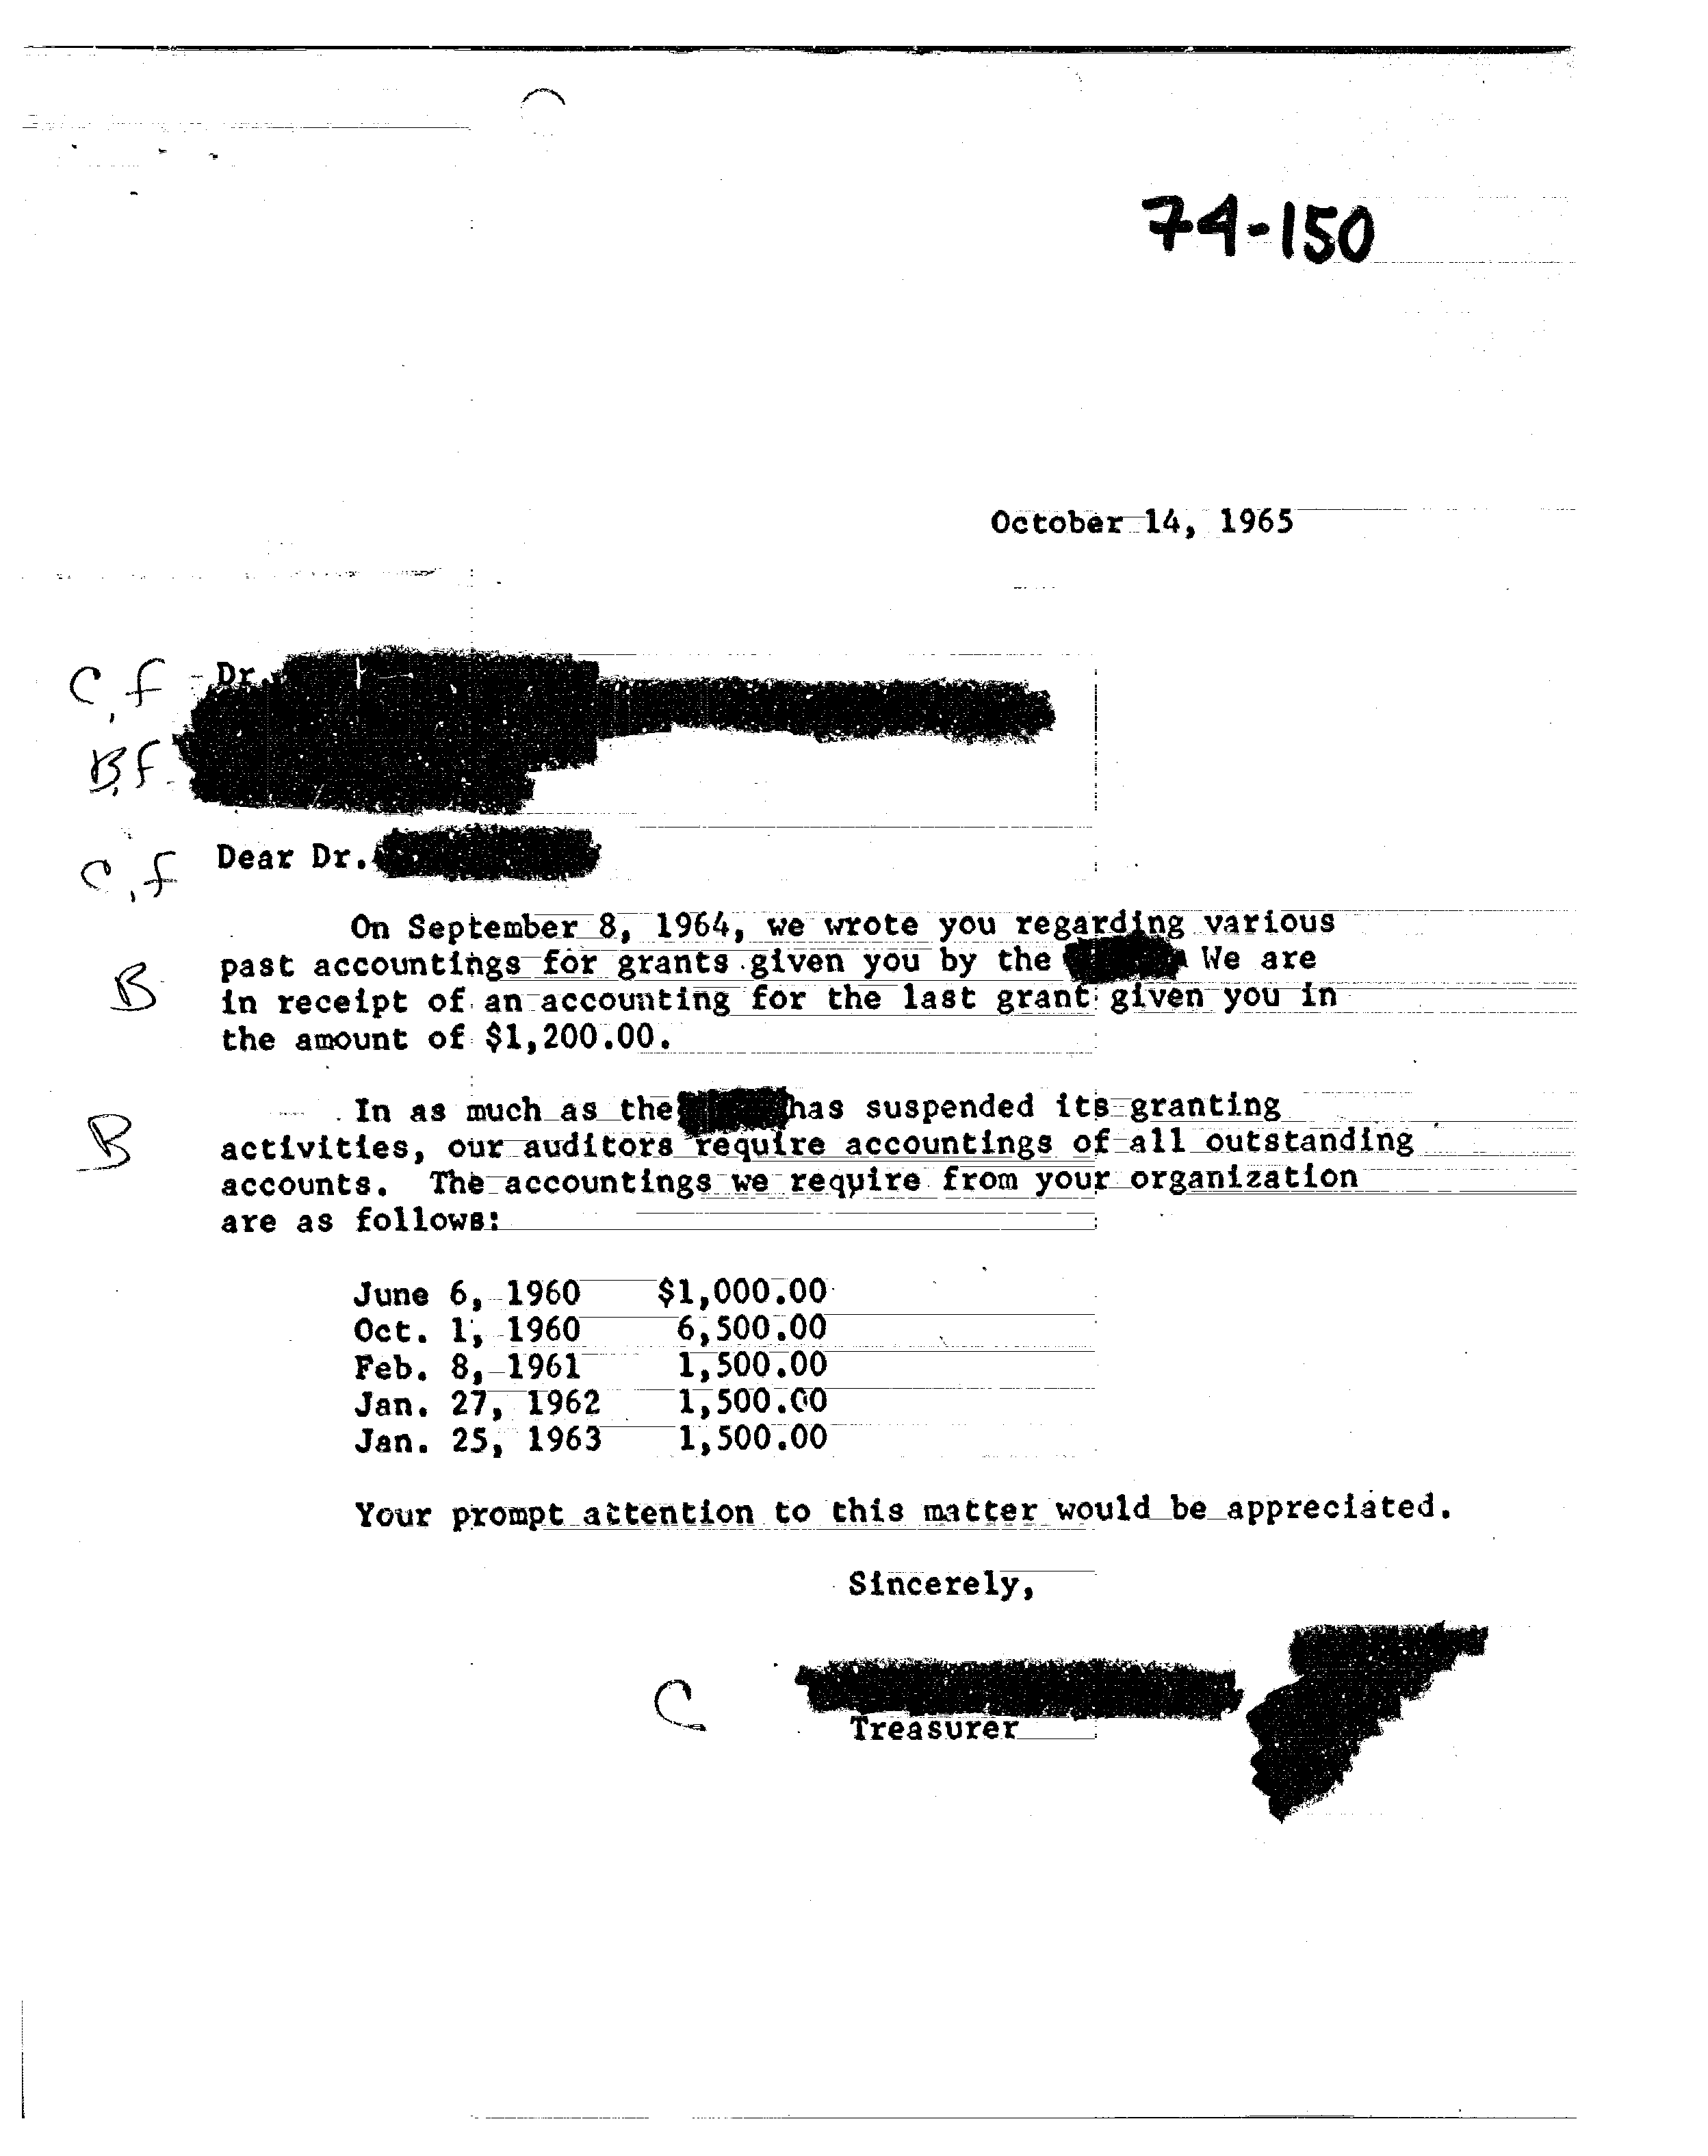 74-150
October 14, 1965
C,f Dr.
B,f
C,f Dear Dr.
On September 8, 1964, we wrote you regarding various
past accountings for grants given you by the We are
B in receipt of an accounting for the last grant given you in
the amount of $1,200.00.
In as much as the has suspended its granting
B activities, our auditors require accountings of all outstanding
accounts. The accountings we require from your organization
are as follows:
June 6, 1960 $1,000.00
Oct. 1, 1960 6,500.00
Feb. 8, 1961 1,500.00
Jan. 27, 1962 1,500.00
Jan. 25, 1963 1,500.00
Your prompt attention to this matter would be appreciated.
Sincerely,
C
Treasurer